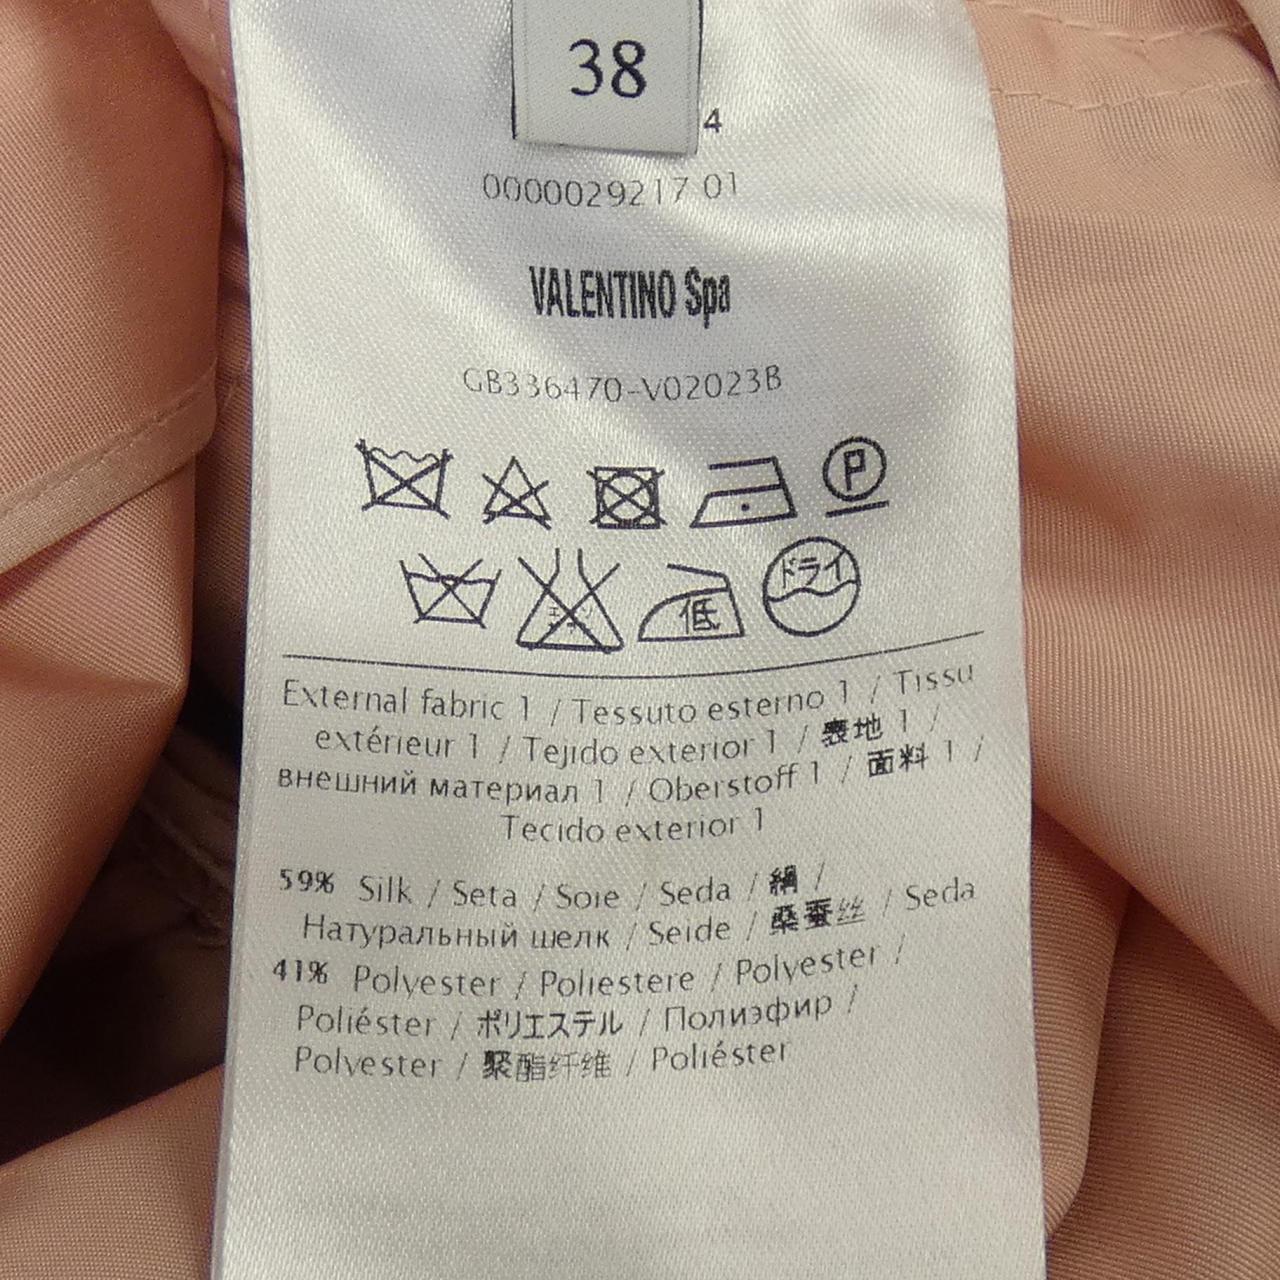 38
4
0000029217 01
VALENTINO Spa
GB336470-V02023B
P
ドライ
エンソ
低
External fabric 1 / Tessuto esterno 1 / Tissu
extérieur 1 / Tejido exterior 1 / 表地 1 /
внешний материал 1 / Oberstoff 1 / 面料 1 /
Tecido exterior 1
59% Silk / Seta / Soie / Seda / 絹 /
Натуральный шелк / Seide / 桑蚕丝 / Seda
41% Polyester / Poliestere / Polyester /
Poliéster / ポリエステル / Полиэфир /
Polyester / 聚酯纤维 / Poliéster